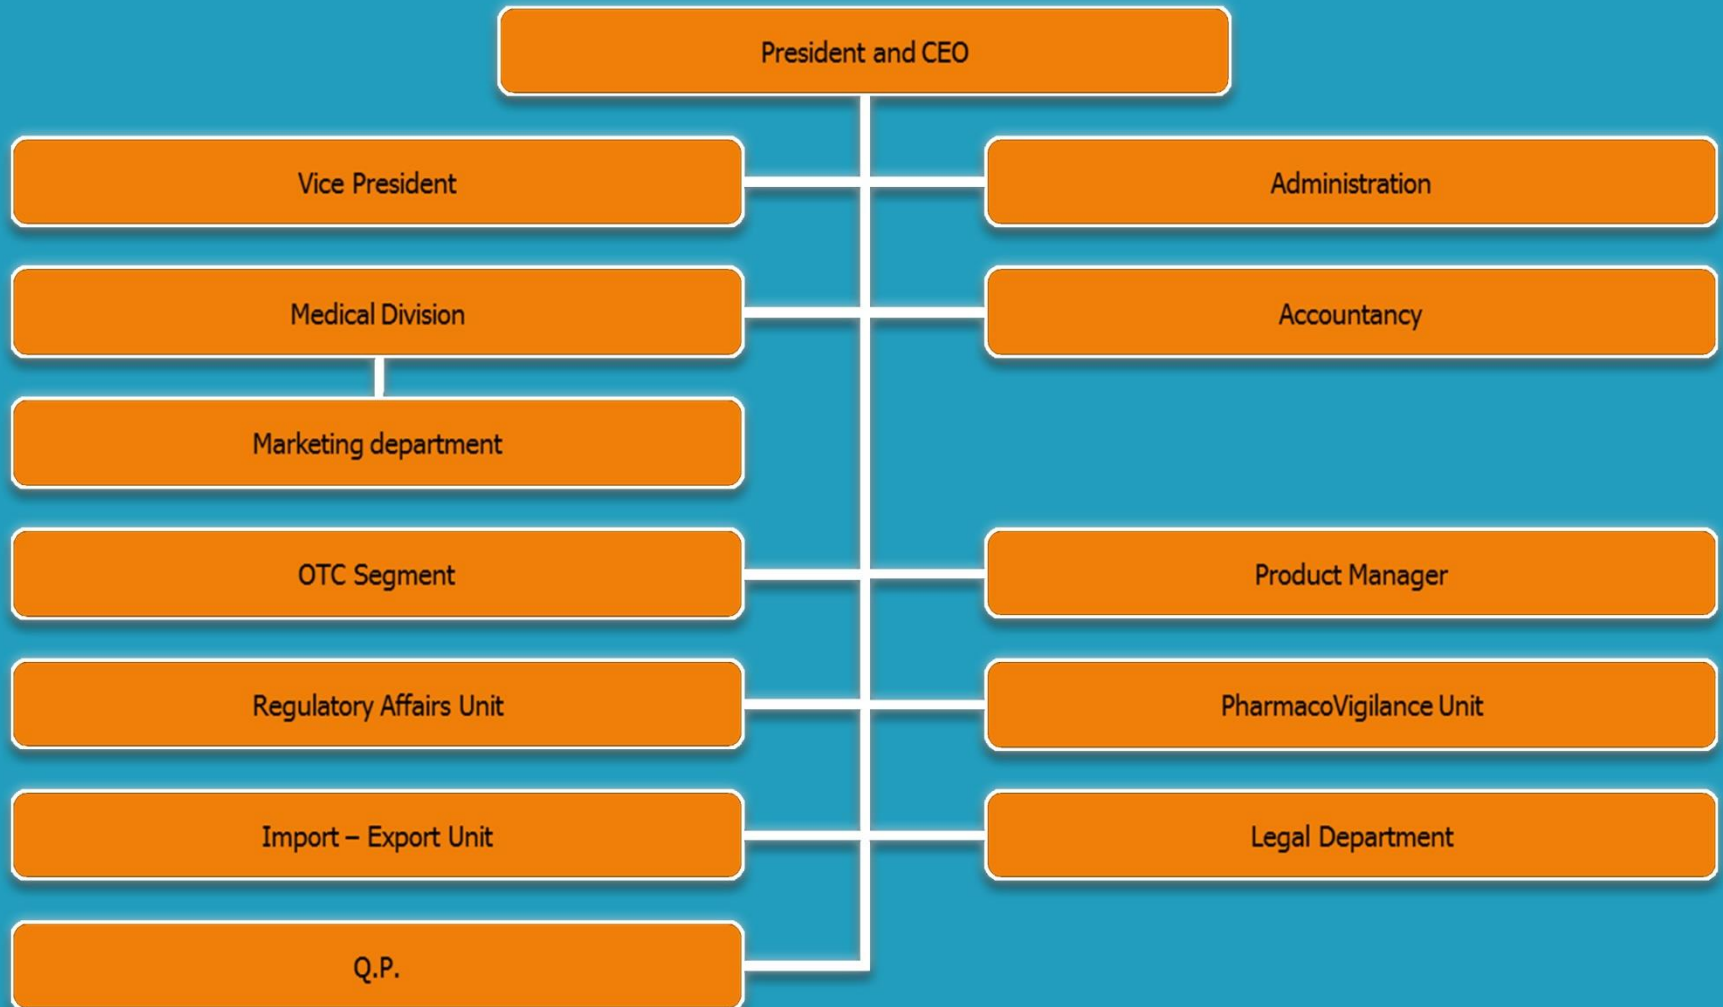 President and CEO
Vice President
Administration
Medical Division
Accountancy
Marketing department
OTC Segment
Product Manager
Regulatory Affairs Unit
PharmacoVigilance Unit
Import – Export Unit
Legal Department
Q.P.